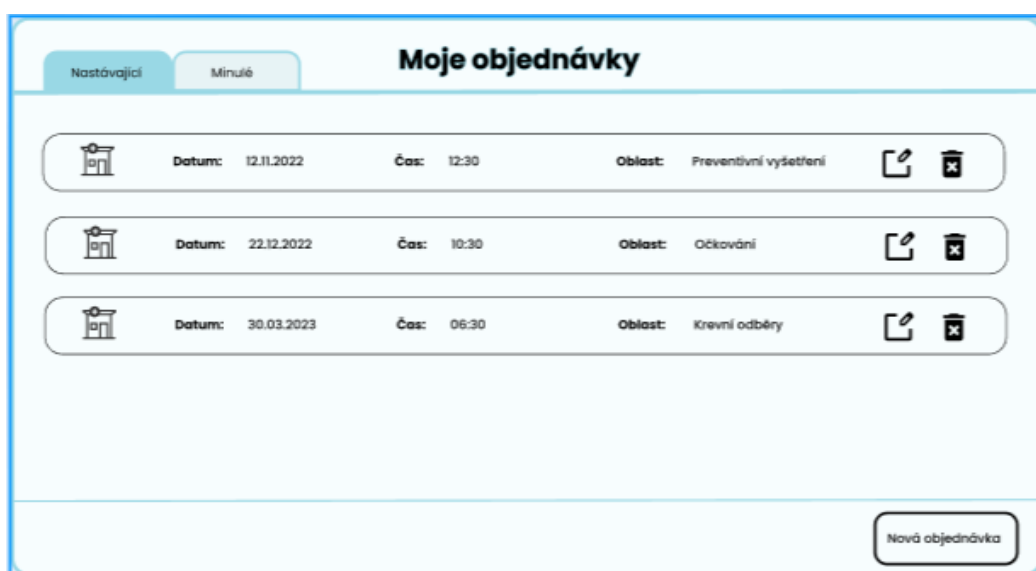 Moje objednávky
Nastávající Minulé
Datum: 12.11.2022 Čas: 12:30 Oblast: Preventivní vyšetření
Datum: 22.12.2022 Čas: 10:30 Oblast: Očkování
Datum: 30.03.2023 Čas: 06:30 Oblast: Krevní odběry
Nová objednávka